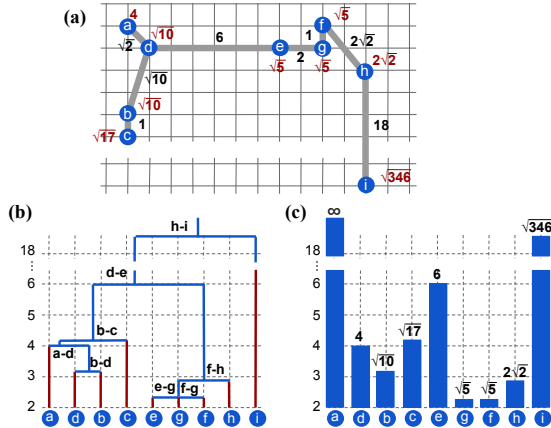 (a)
4
a
√2
d
√10
6
√5
f
1
e
g
2
√5
√5
2√2
h
2√2
√10
√10
b
1
√17
c
18
i
√346
(b)
h-i
18
d-e
6
5
b-c
4
a-d
b-d
3
f-h
e-g
f-g
2
a
d
b
c
e
g
f
h
i
(c)
∞
√346
18
6
6
5
4
4
√17
√10
3
2√2
√5
√5
2
a
d
b
c
e
g
f
h
i